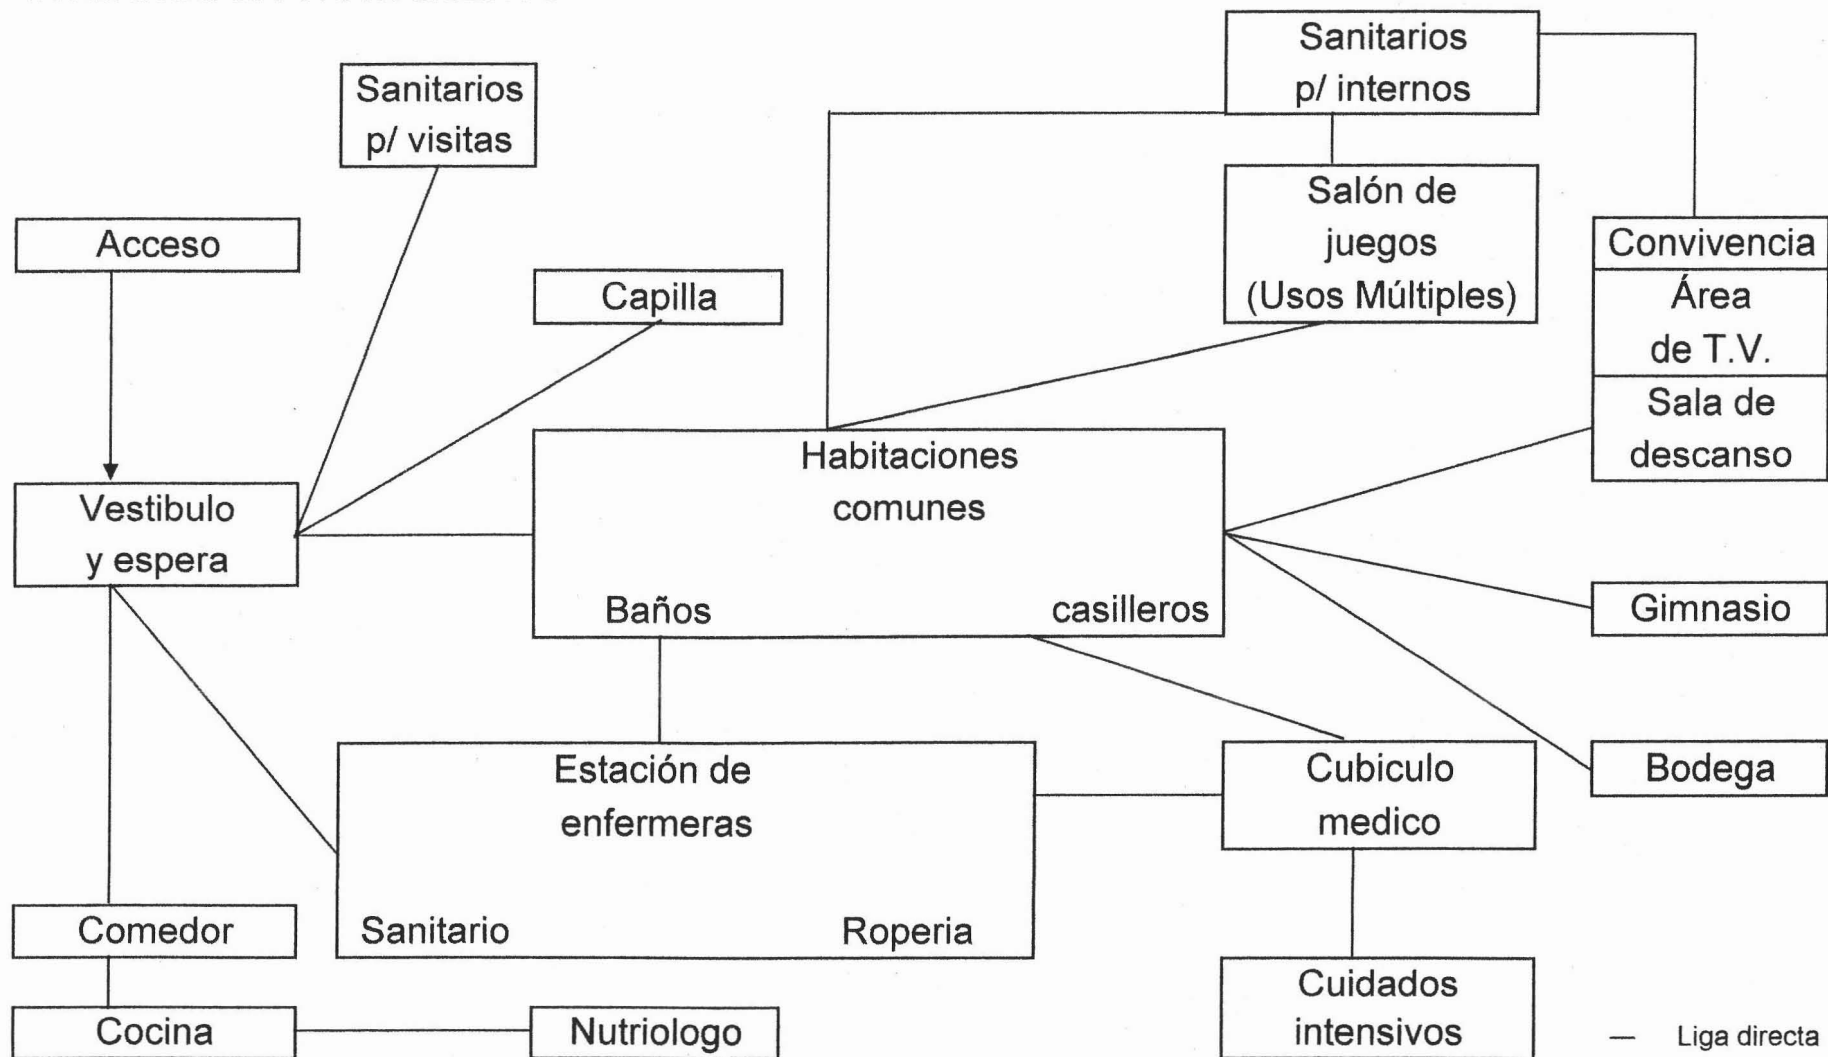 Sanitarios
p/ internos
Sanitarios
p/ visitas
Salón de
juegos
(Usos Múltiples)
Acceso
Convivencia
Área
de T.V.
Sala de
descanso
Capilla
Habitaciones
comunes
Baños
casilleros
Vestibulo
y espera
Gimnasio
Estación de
enfermeras
Sanitario
Roperia
Cubiculo
medico
Bodega
Comedor
Cocina
Nutriologo
Cuidados
intensivos
— Liga directa